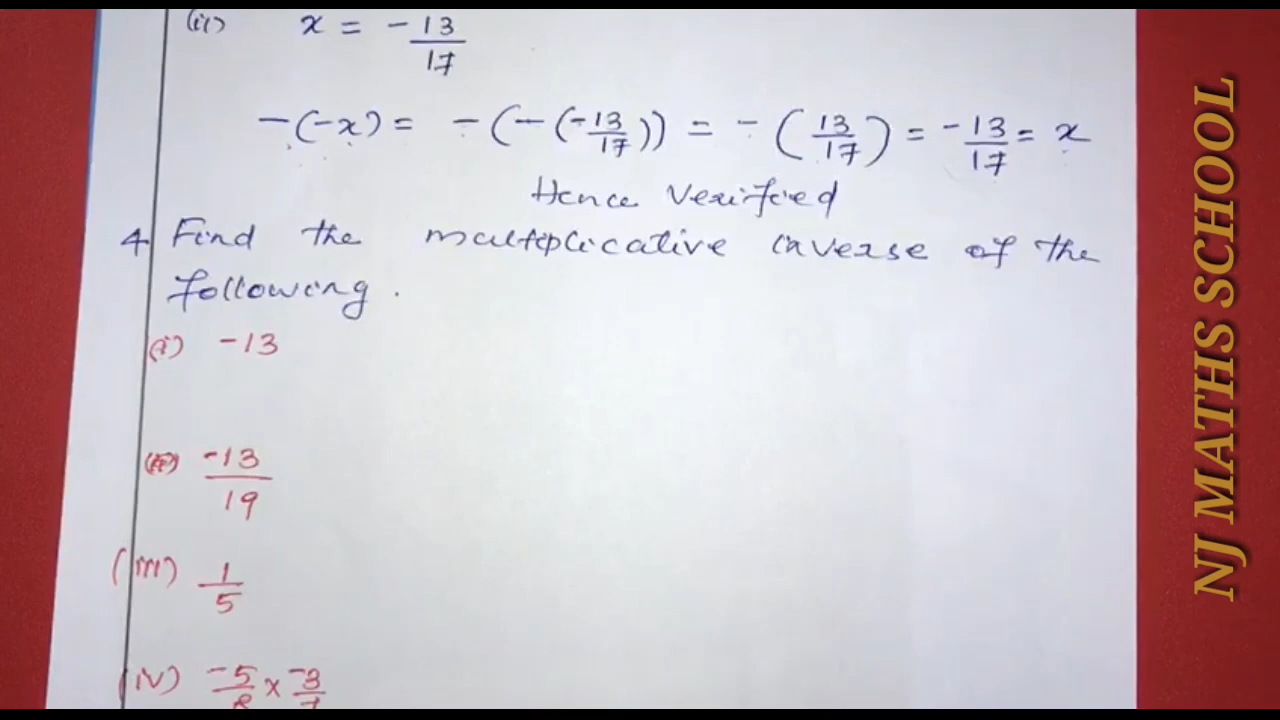 (ii) x = -13/17
-(-x) = -(-(-13/17)) = -(13/17) = -13/17 = x
Hence Verified
4 Find the multiplicative inverse of the
following.
(i) -13
(ii) -13/19
(iii) 1/5
(iv) -5/8 × -3/7
NJ MATHS SCHOOL